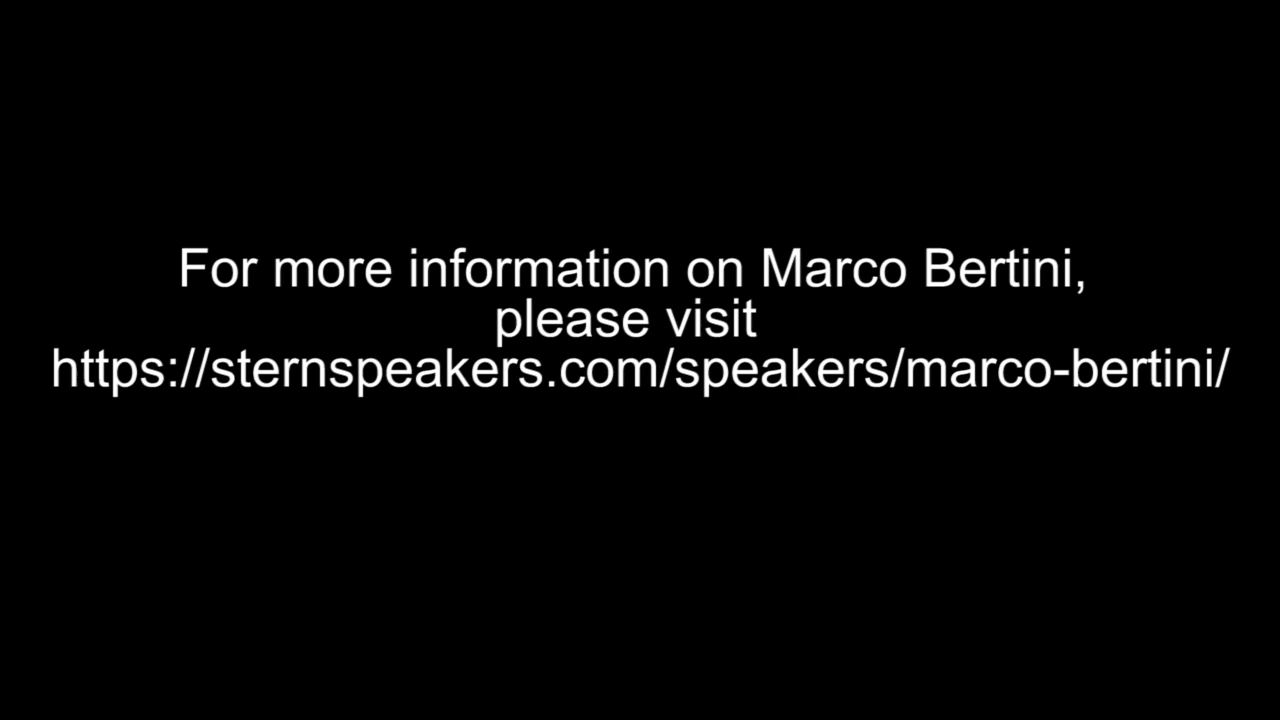 For more information on Marco Bertini,
please visit
https://sternspeakers.com/speakers/marco-bertini/